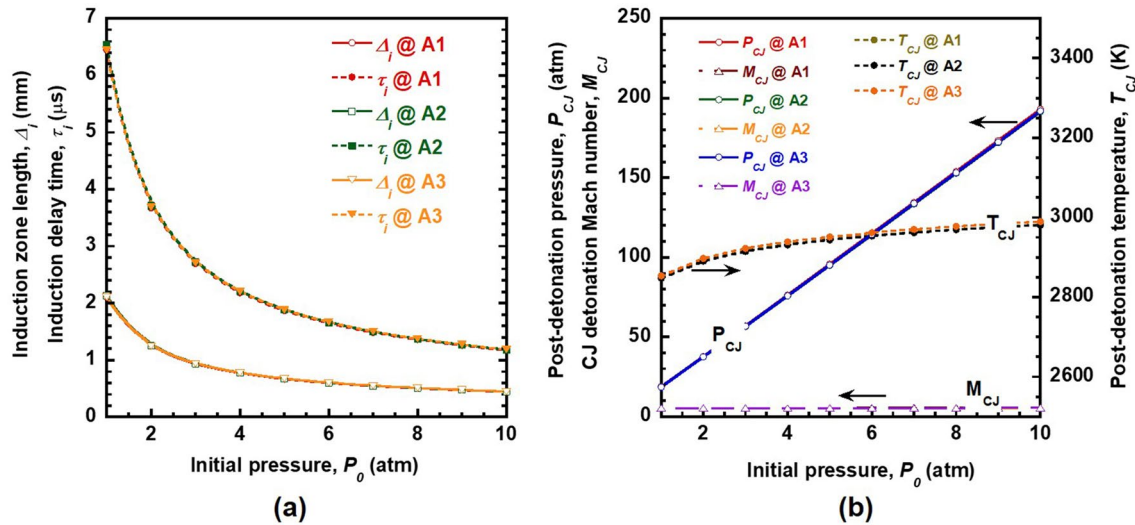 7
6
5
4
3
2
1
0
2
4
6
8
10
Induction zone length, Δi (mm)
Induction delay time, τi (μs)
Initial pressure, P0 (atm)
Δi @ A1
τi @ A1
Δi @ A2
τi @ A2
Δi @ A3
τi @ A3
(a)
250
200
150
100
50
0
2
4
6
8
10
Post-detonation pressure, PCJ (atm)
CJ detonation Mach number, MCJ
Initial pressure, P0 (atm)
PCJ @ A1
MCJ @ A1
PCJ @ A2
MCJ @ A2
PCJ @ A3
MCJ @ A3
TCJ @ A1
TCJ @ A2
TCJ @ A3
TCJ
PCJ
MCJ
3400
3200
3000
2800
2600
Post-detonation temperature, TCJ (K)
(b)